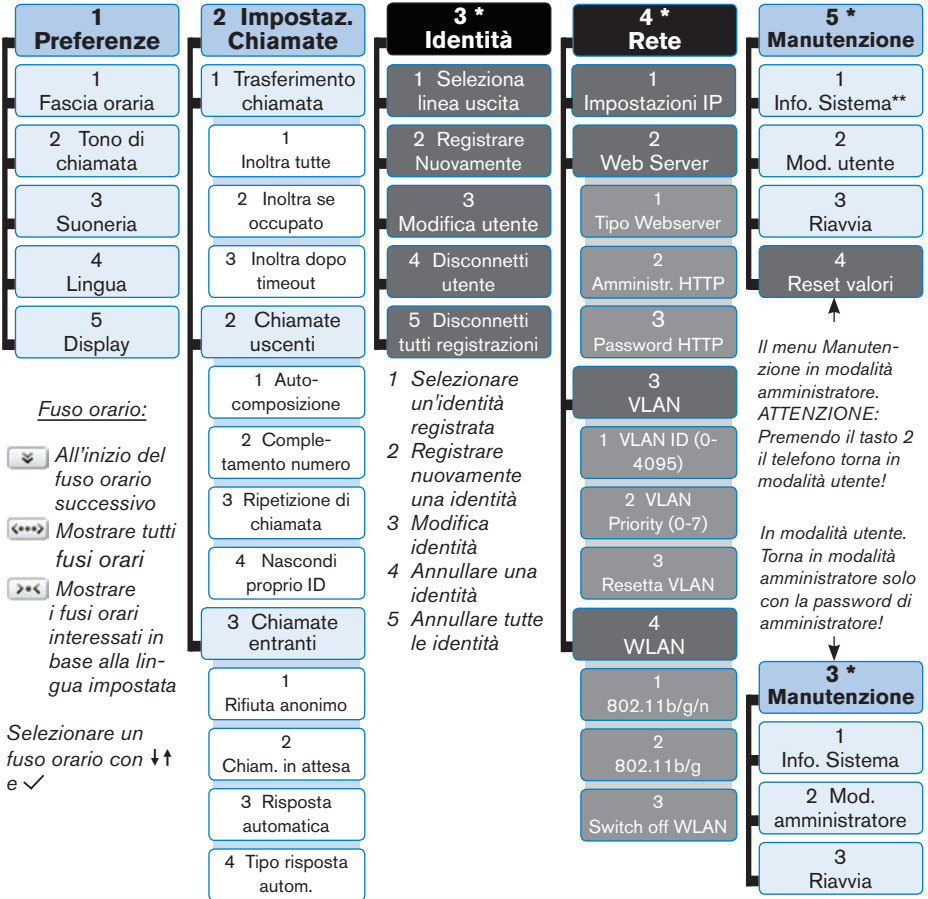 1
Preferenze
1
Fascia oraria
2 Tono di
chiamata
3
Suoneria
4
Lingua
5
Display
Fuso orario:
All'inizio del
fuso orario
successivo
Mostrare tutti
fusi orari
Mostrare
i fusi orari
interessati in
base alla lin-
gua impostata
Selezionare un
fuso orario con ↓↑
e ✓
2 Impostaz.
Chiamate
1 Trasferimento
chiamata
1
Inoltra tutte
2 Inoltra se
occupato
3 Inoltra dopo
timeout
2 Chiamate
uscenti
1 Auto-
composizione
2 Comple-
tamento numero
3 Ripetizione di
chiamata
4 Nascondi
proprio ID
3 Chiamate
entranti
1
Rifiuta anonimo
2
Chiam. in attesa
3 Risposta
automatica
4 Tipo risposta
autom.
3 *
Identità
1 Seleziona
linea uscita
2 Registrare
Nuovamente
3
Modifica utente
4 Disconnetti
utente
5 Disconnetti
tutti registrazioni
1 Selezionare
un'identità
registrata
2 Registrare
nuovamente
una identità
3 Modifica
identità
4 Annullare una
identità
5 Annullare tutte
le identità
4 *
Rete
1
Impostazioni IP
2
Web Server
1
Tipo Webserver
2
Amministr. HTTP
3
Password HTTP
3
VLAN
1 VLAN ID (0-
4095)
2 VLAN
Priority (0-7)
3
Resetta VLAN
4
WLAN
1
802.11b/g/n
2
802.11b/g
3
Switch off WLAN
5 *
Manutenzione
1
Info. Sistema**
2
Mod. utente
3
Riavvia
4
Reset valori
Il menu Manuten-
zione in modalità
amministratore.
ATTENZIONE:
Premendo il tasto 2
il telefono torna in
modalità utente!
In modalità utente.
Torna in modalità
amministratore solo
con la password di
amministratore!
3 *
Manutenzione
1
Info. Sistema
2 Mod.
amministratore
3
Riavvia